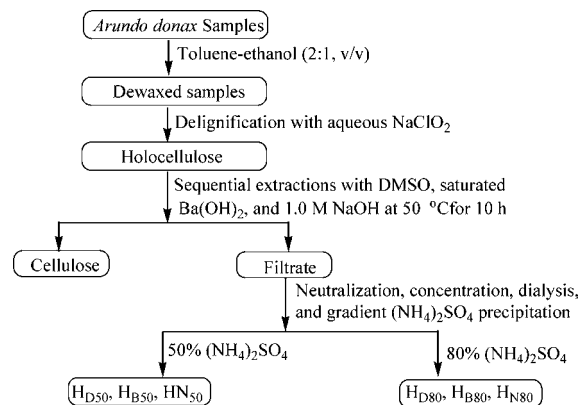 Arundo donax Samples
Toluene-ethanol (2:1, v/v)
Dewaxed samples
Delignification with aqueous NaClO2
Holocellulose
Sequential extractions with DMSO, saturated
Ba(OH)2, and 1.0 M NaOH at 50 °Cfor 10 h
Cellulose
Filtrate
Neutralization, concentration, dialysis,
and gradient (NH4)2SO4 precipitation
50% (NH4)2SO4
80% (NH4)2SO4
HD50, HB50, HN50
HD80, HB80, HN80